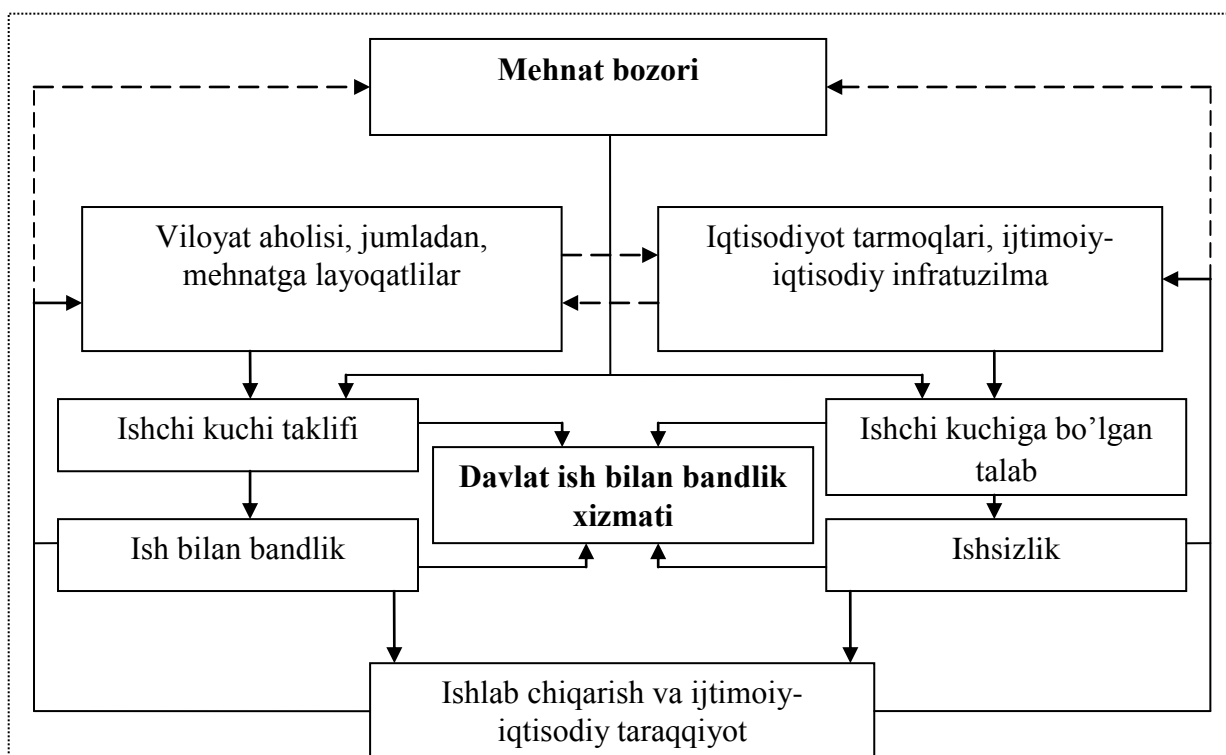 Mehnat bozori
Viloyat aholisi, jumladan,
mehnatga layoqatlilar
Iqtisodiyot tarmoqlari, ijtimoiy-
iqtisodiy infratuzilma
Ishchi kuchi taklifi
Ishchi kuchiga bo’lgan
talab
Davlat ish bilan bandlik
xizmati
Ish bilan bandlik
Ishsizlik
Ishlab chiqarish va ijtimoiy-
iqtisodiy taraqqiyot